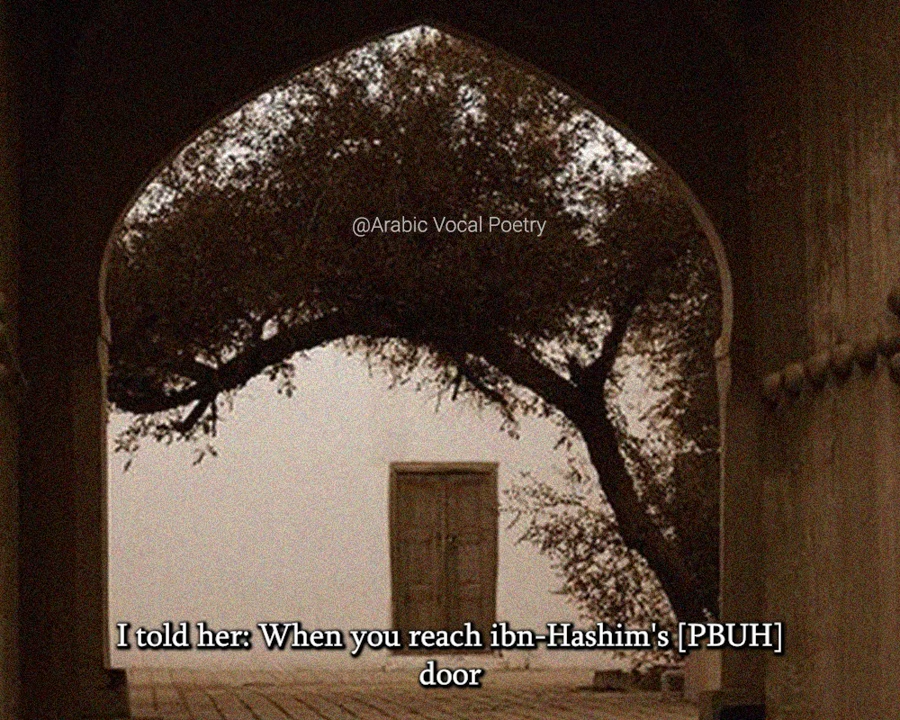 @Arabic Vocal Poetry
I told her: When you reach ibn-Hashim's [PBUH]
door